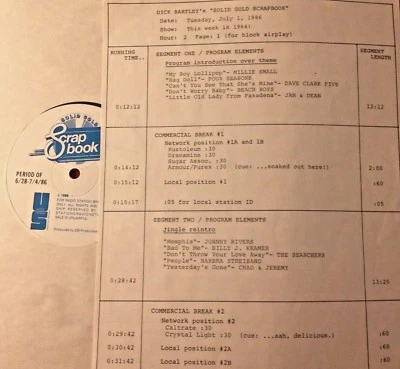 DICK BARTLEY's "SOLID GOLD SCRAPBOOK"
Date: Tuesday, July 1, 1986
Show: (This week in 1964)
Hour: 2 Page: 1 (for block airplay)
RUNNING TIME.. SEGMENT ONE / PROGRAM ELEMENTS SEGMENT LENGTH
Program introduction over theme
"My Boy Lollipop"- MILLIE SMALL
"Rag Doll"- FOUR SEASONS
"Can't You See That She's Mine"- DAVE CLARK FIVE
"Don't Worry Baby"- BEACH BOYS
"Little Old Lady From Pasadena"- JAN & DEAN
0:12:12 12:12
COMMERCIAL BREAK #1
Network position #1A and 1B
Rustoleum :30
Dramamine :30
Sugar Assoc. :30
0:14:12 Armour/Purex :30 (cue: ...soaked out here!!) 2:00
0:15:12 Local position #1 :60
0:15:17 :05 for local station ID :05
SEGMENT TWO / PROGRAM ELEMENTS
Jingle reintro
"Memphis"- JOHNNY RIVERS
"Bad To Me"- BILLY J. KRAMER
"Don't Throw Your Love Away"- THE SEARCHERS
"People"- BARBRA STREISAND
"Yesterday's Gone"- CHAD & JEREMY
0:28:42 13:25
COMMERCIAL BREAK #2
Network position #2
Caltrate :30
0:29:42 Crystal Light :30 (cue: ...aah, delicious.) :60
0:30:42 Local position #2A :60
0:31:42 Local position #2B :60
SOLID GOLD
Scrap
book
PERIOD OF
6/28-7/4/86
US